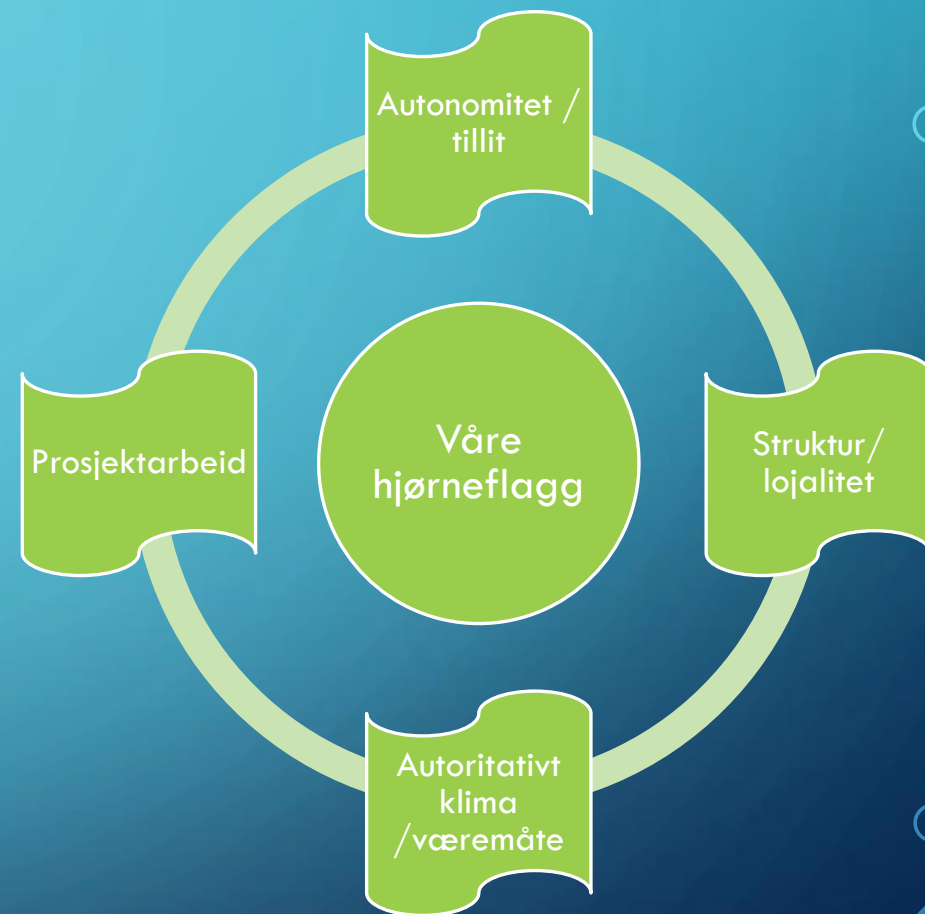 Autonomitet /
tillit
Prosjektarbeid
Våre
hjørneflagg
Struktur/
lojalitet
Autoritativt
klima
/væremåte